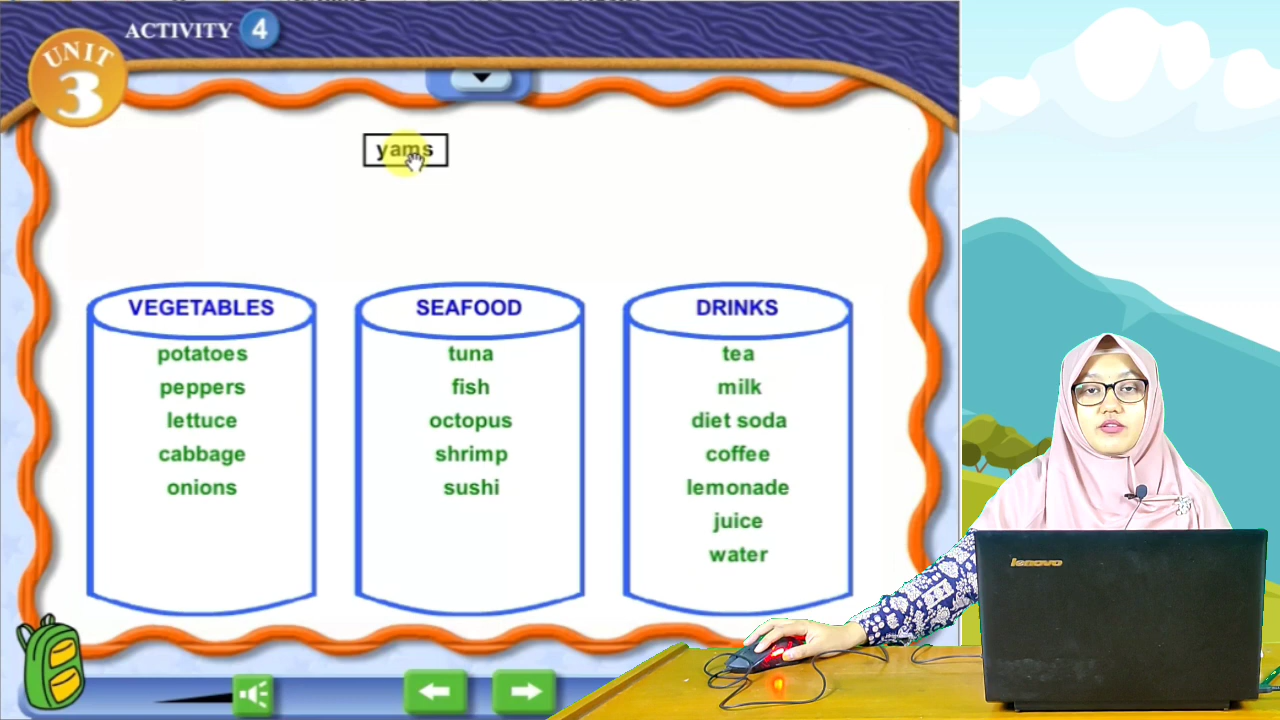 ACTIVITY 4
UNIT
3
yams
VEGETABLES
potatoes
peppers
lettuce
cabbage
onions
SEAFOOD
tuna
fish
octopus
shrimp
sushi
DRINKS
tea
milk
diet soda
coffee
lemonade
juice
water
lenovo